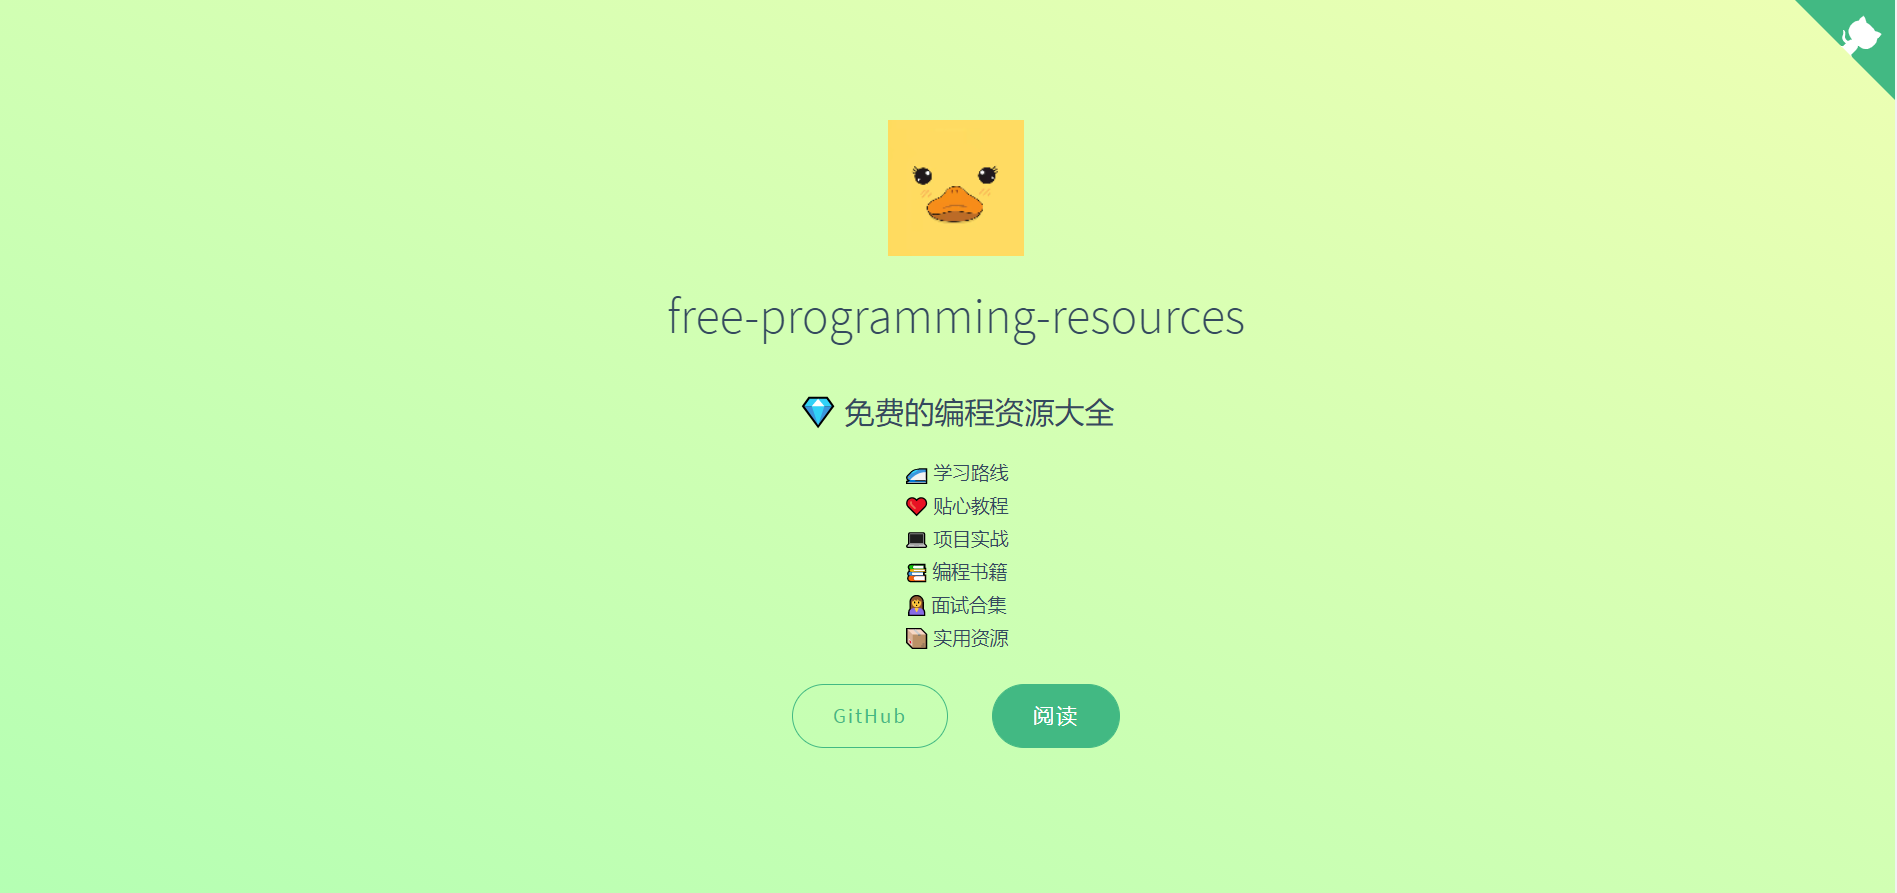 free-programming-resources
💎 免费的编程资源大全
🚄 学习路线
❤️ 贴心教程
💻 项目实战
📚 编程书籍
🙍‍♀️ 面试合集
📦 实用资源
GitHub
阅读